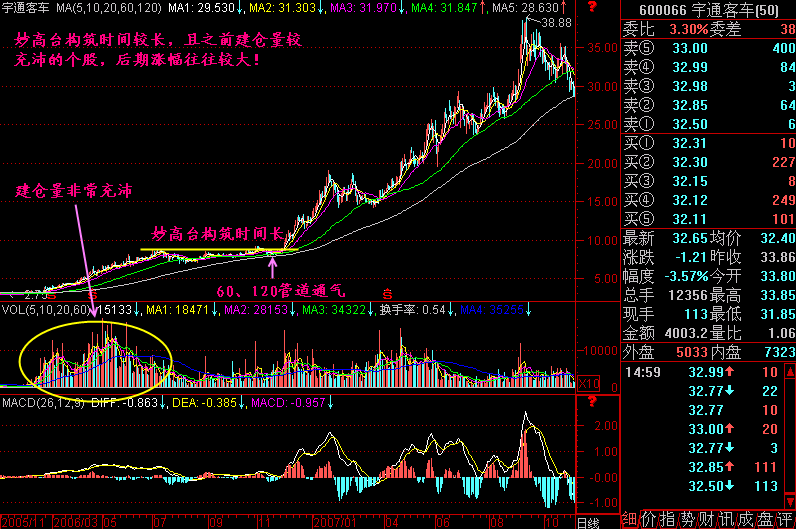 宇通客车 MA(5,10,20,60,120) MA1: 29.530↓, MA2: 31.303↓, MA3: 31.970↓, MA4: 31.847↑ MA5: 28.630↑
38.88
炒高台构筑时间较长，且之前建仓量较
充沛的个股，后期涨幅往往较大！
35.00
30.00
25.00
20.00
15.00
10.00
5.00
建仓量非常充沛
炒高台构筑时间长
60、120管道通气
2.75
VOL(5,10,20,60) 15133↓, MA1: 18471↓, MA2: 28153↓, MA3: 34322↓, 换手率: 0.54↓, MA4: 35255↓
10000
X10
0
MACD(26,12,9) DIFF: -0.863↓, DEA: -0.385↓, MACD: -0.957↓
?
?
2.00
1.00
-0.00
-1.00
2005/11 2006/03 05 07 09 11 2007/01 04 06 08 10 日线
600066 宇通客车(50)
委比 3.30% 委差 38
卖⑤ 33.00 400
卖④ 32.99 84
卖③ 32.98 3
卖② 32.85 64
卖① 32.50 6
买① 32.31 10
买② 32.30 227
买③ 32.15 8
买④ 32.12 249
买⑤ 32.11 101
最新 32.65 均价 32.40
涨跌 -1.21 昨收 33.86
幅度 -3.57% 今开 33.80
总手 12356 最高 33.85
现手 113 最低 31.85
金额 4003.2 量比 1.06
外盘 5033 内盘 7323
14:59 32.99↑ 10
32.77↓ 22
32.77 10
33.00↑ 20
32.77↓ 3
32.85↑ 111
32.50↓ 113
细 价 指 势 财 讯 成 盘 评